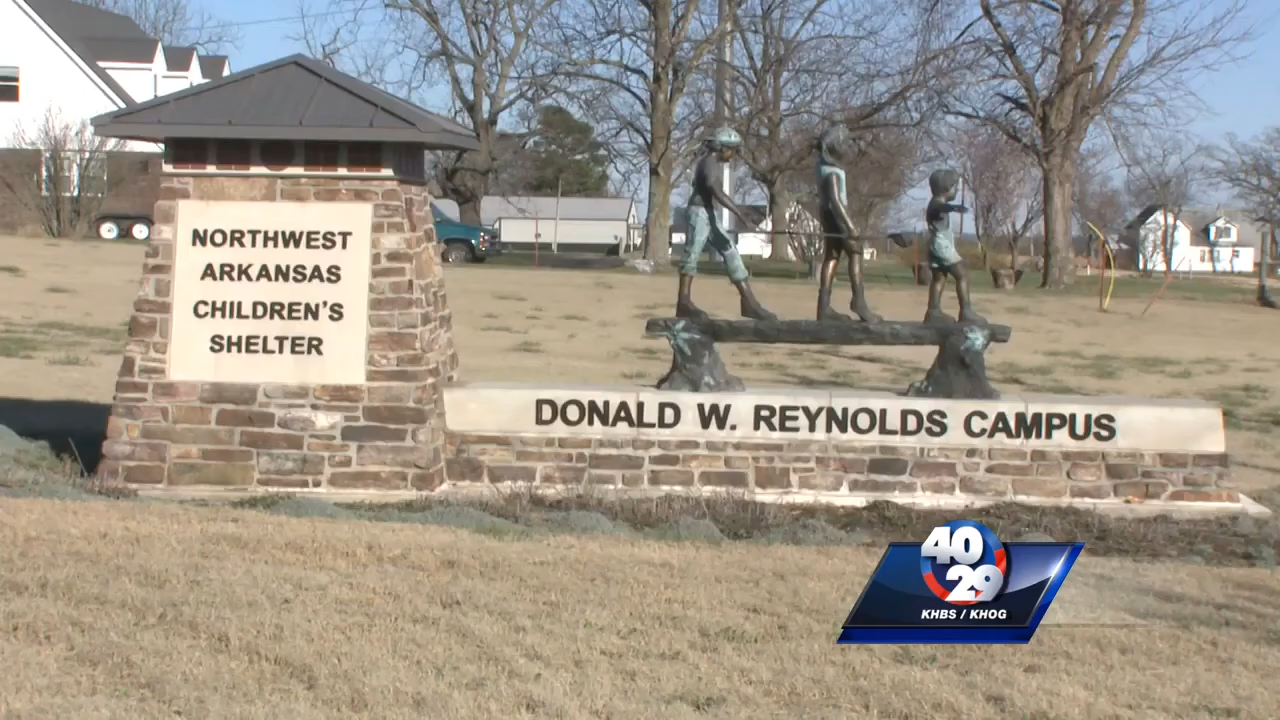 NORTHWEST
ARKANSAS
CHILDREN'S
SHELTER
DONALD W. REYNOLDS CAMPUS
40
29
KHBS / KHOG